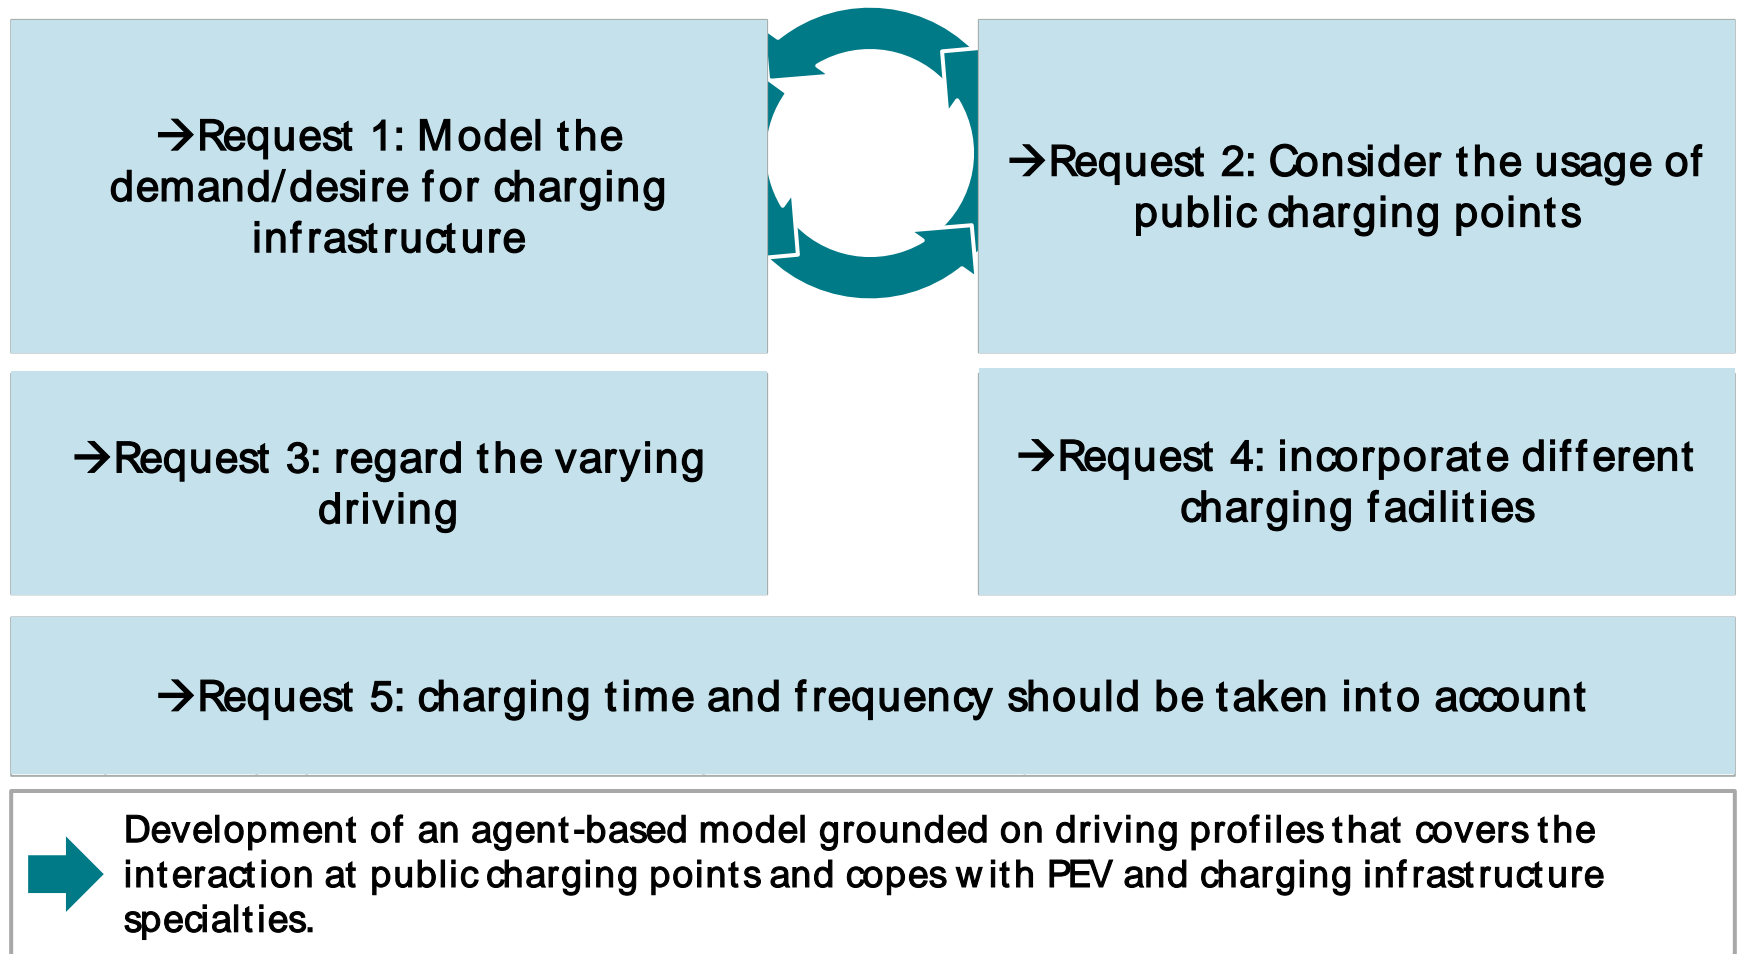 →Request 1: Model the
demand/desire for charging
infrastructure
→Request 2: Consider the usage of
public charging points
→Request 3: regard the varying
driving
→Request 4: incorporate different
charging facilities
→Request 5: charging time and frequency should be taken into account
Development of an agent-based model grounded on driving profiles that covers the
interaction at public charging points and copes with PEV and charging infrastructure
specialties.